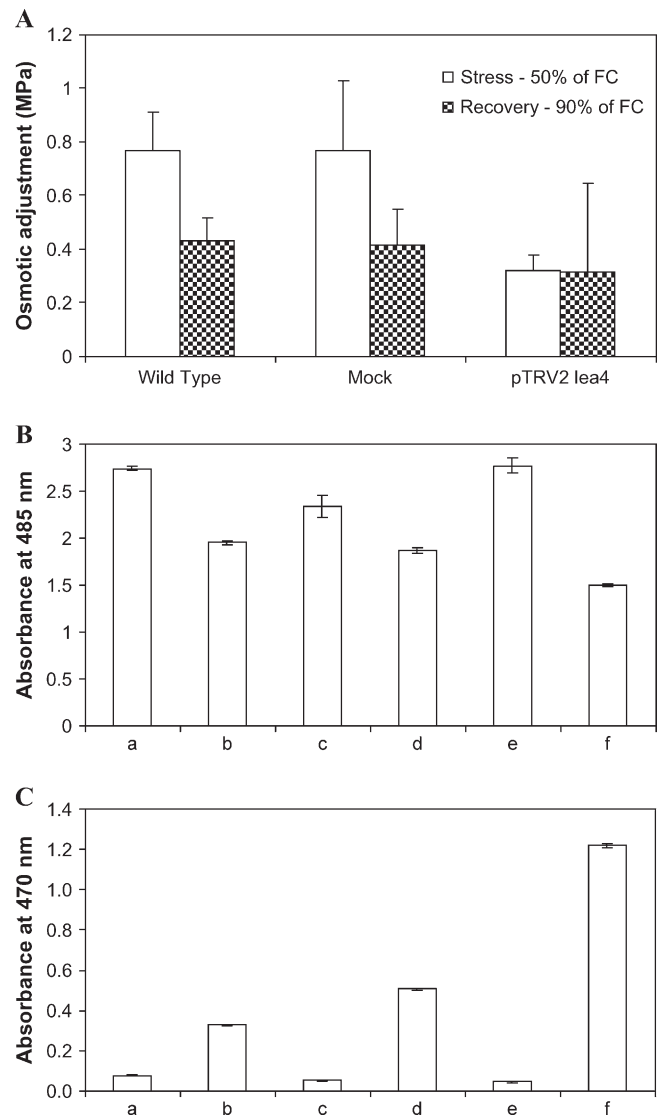 A
Osmotic adjustment (MPa)
1.2
1
0.8
0.6
0.4
0.2
0
Stress - 50% of FC
Recovery - 90% of FC
Wild Type Mock pTRV2 lea4
B
Absorbance at 485 nm
3
2.5
2
1.5
1
0.5
0
a b c d e f
C
Absorbance at 470 nm
1.4
1.2
1.0
0.8
0.6
0.4
0.2
0.0
a b c d e f